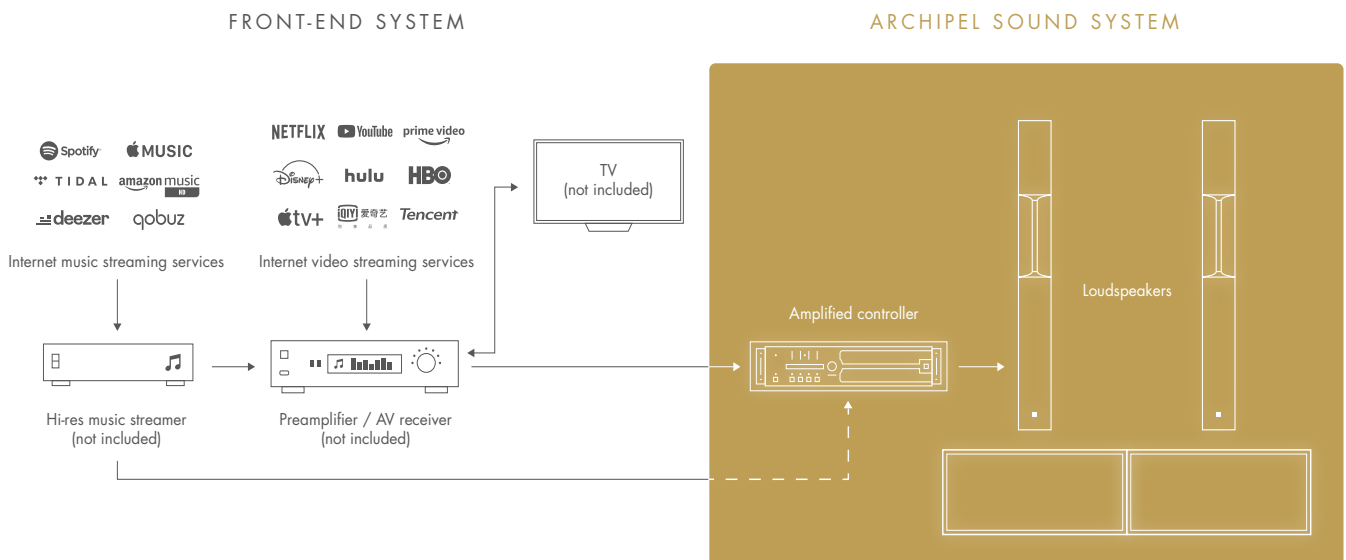 FRONT-END SYSTEM
ARCHIPEL SOUND SYSTEM
Spotify
MUSIC
TIDAL
amazon music
HD
deezer
qobuz
Internet music streaming services
NETFLIX
YouTube
prime video
Disney+
hulu
HBO
tv+
iQIY 爱奇艺
Tencent
Internet video streaming services
TV
(not included)
Hi-res music streamer
(not included)
Preamplifier / AV receiver
(not included)
Amplified controller
Loudspeakers